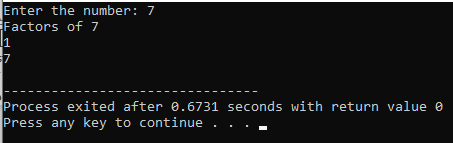 Enter the number: 7
Factors of 7
1
7
--------------------------------
Process exited after 0.6731 seconds with return value 0
Press any key to continue . . .